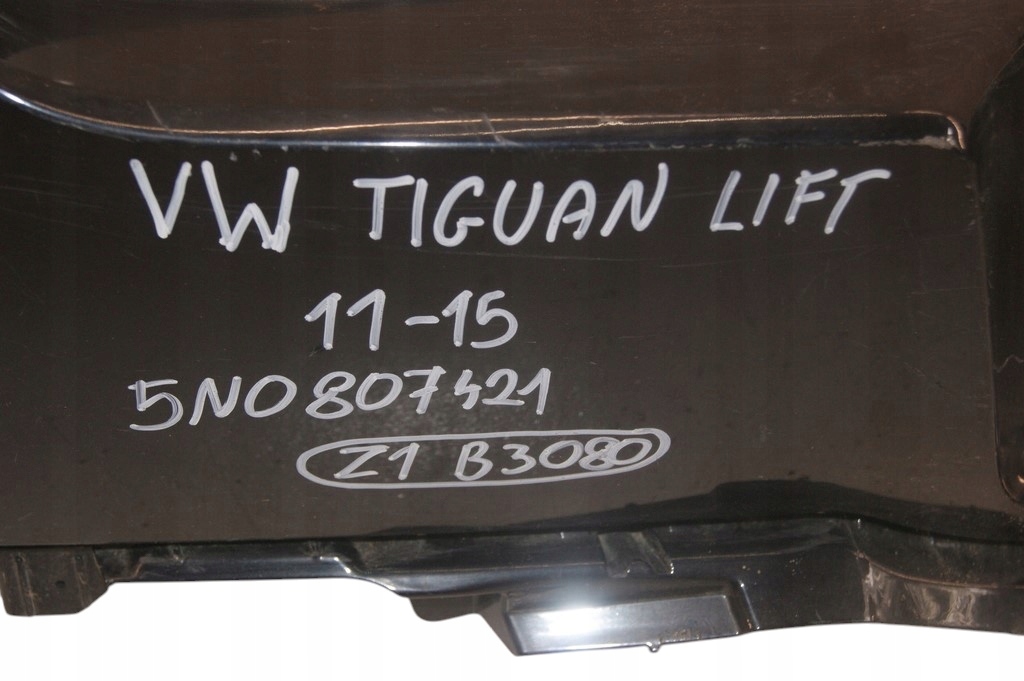 VW TIGUAN LIFT
11-15
5N0807421
Z1 B3080